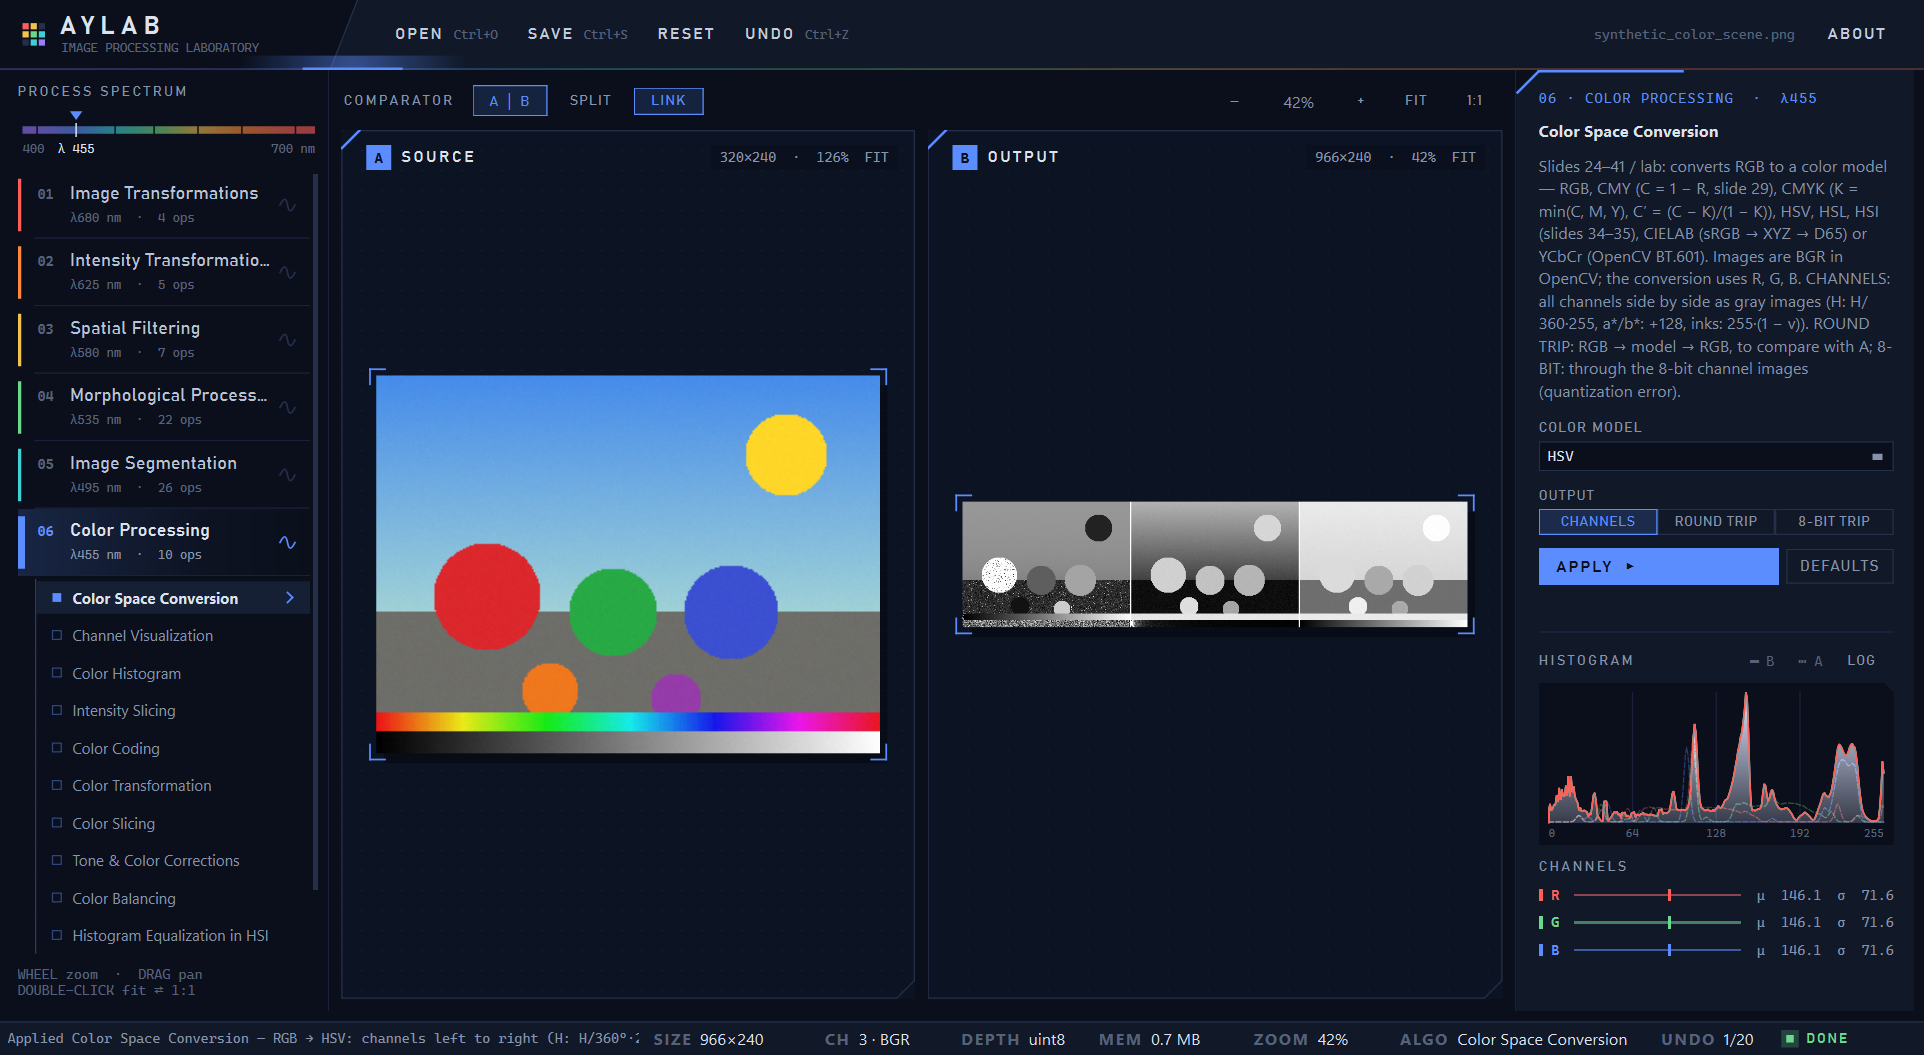 AYLAB
IMAGE PROCESSING LABORATORY
OPEN Ctrl+O SAVE Ctrl+S RESET UNDO Ctrl+Z
synthetic_color_scene.png ABOUT
PROCESS SPECTRUM
400 λ 455 700 nm
01 Image Transformations
λ680 nm · 4 ops
02 Intensity Transformatio…
λ625 nm · 5 ops
03 Spatial Filtering
λ580 nm · 7 ops
04 Morphological Process…
λ535 nm · 22 ops
05 Image Segmentation
λ495 nm · 26 ops
06 Color Processing
λ455 nm · 10 ops
Color Space Conversion
Channel Visualization
Color Histogram
Intensity Slicing
Color Coding
Color Transformation
Color Slicing
Tone & Color Corrections
Color Balancing
Histogram Equalization in HSI
WHEEL zoom · DRAG pan
DOUBLE-CLICK fit ⇄ 1:1
COMPARATOR A | B SPLIT LINK
− 42% + FIT 1:1
A SOURCE 320×240 · 126% FIT
B OUTPUT 966×240 · 42% FIT
06 · COLOR PROCESSING · λ455
Color Space Conversion
Slides 24–41 / lab: converts RGB to a color model
— RGB, CMY (C = 1 − R, slide 29), CMYK (K =
min(C, M, Y), C′ = (C − K)/(1 − K)), HSV, HSL, HSI
(slides 34–35), CIELAB (sRGB → XYZ → D65) or
YCbCr (OpenCV BT.601). Images are BGR in
OpenCV; the conversion uses R, G, B. CHANNELS:
all channels side by side as gray images (H: H/
360·255, a*/b*: +128, inks: 255·(1 − v)). ROUND
TRIP: RGB → model → RGB, to compare with A; 8-
BIT: through the 8-bit channel images
(quantization error).
COLOR MODEL
HSV
OUTPUT
CHANNELS ROUND TRIP 8-BIT TRIP
APPLY ▸ DEFAULTS
HISTOGRAM B A LOG
0 64 128 192 255
CHANNELS
R μ 146.1 σ 71.6
G μ 146.1 σ 71.6
B μ 146.1 σ 71.6
Applied Color Space Conversion — RGB → HSV: channels left to right (H: H/360°·2 SIZE 966×240 CH 3 · BGR DEPTH uint8 MEM 0.7 MB ZOOM 42% ALGO Color Space Conversion UNDO 1/20 DONE